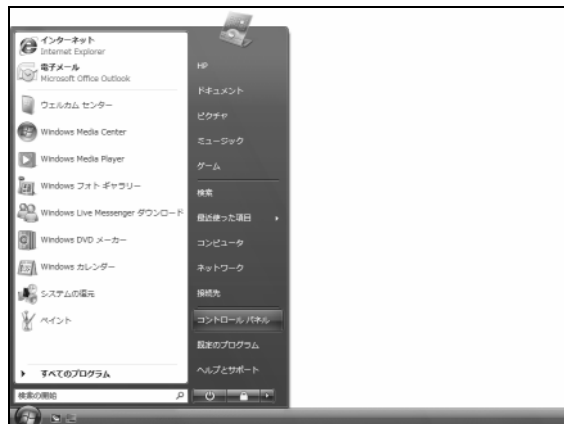 インターネット
Internet Explorer
電子メール
Microsoft Office Outlook
ウェルカム センター
Windows Media Center
Windows Media Player
Windows フォト ギャラリー
Windows Live Messenger ダウンロード
Windows DVD メーカー
Windows カレンダー
システムの復元
ペイント
すべてのプログラム
検索の開始
HP
ドキュメント
ピクチャ
ミュージック
ゲーム
検索
最近使った項目
コンピュータ
ネットワーク
接続先
コントロール パネル
既定のプログラム
ヘルプとサポート